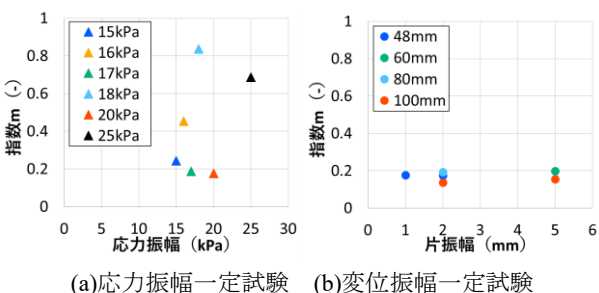 1
0.8
0.6
0.4
0.2
0
指数m（-）
15kPa
16kPa
17kPa
18kPa
20kPa
25kPa
0 5 10 15 20 25 30
応力振幅（kPa）
1
0.8
0.6
0.4
0.2
0
指数m（-）
48mm
60mm
80mm
100mm
0 1 2 3 4 5 6
片振幅（mm）
(a)応力振幅一定試験 (b)変位振幅一定試験